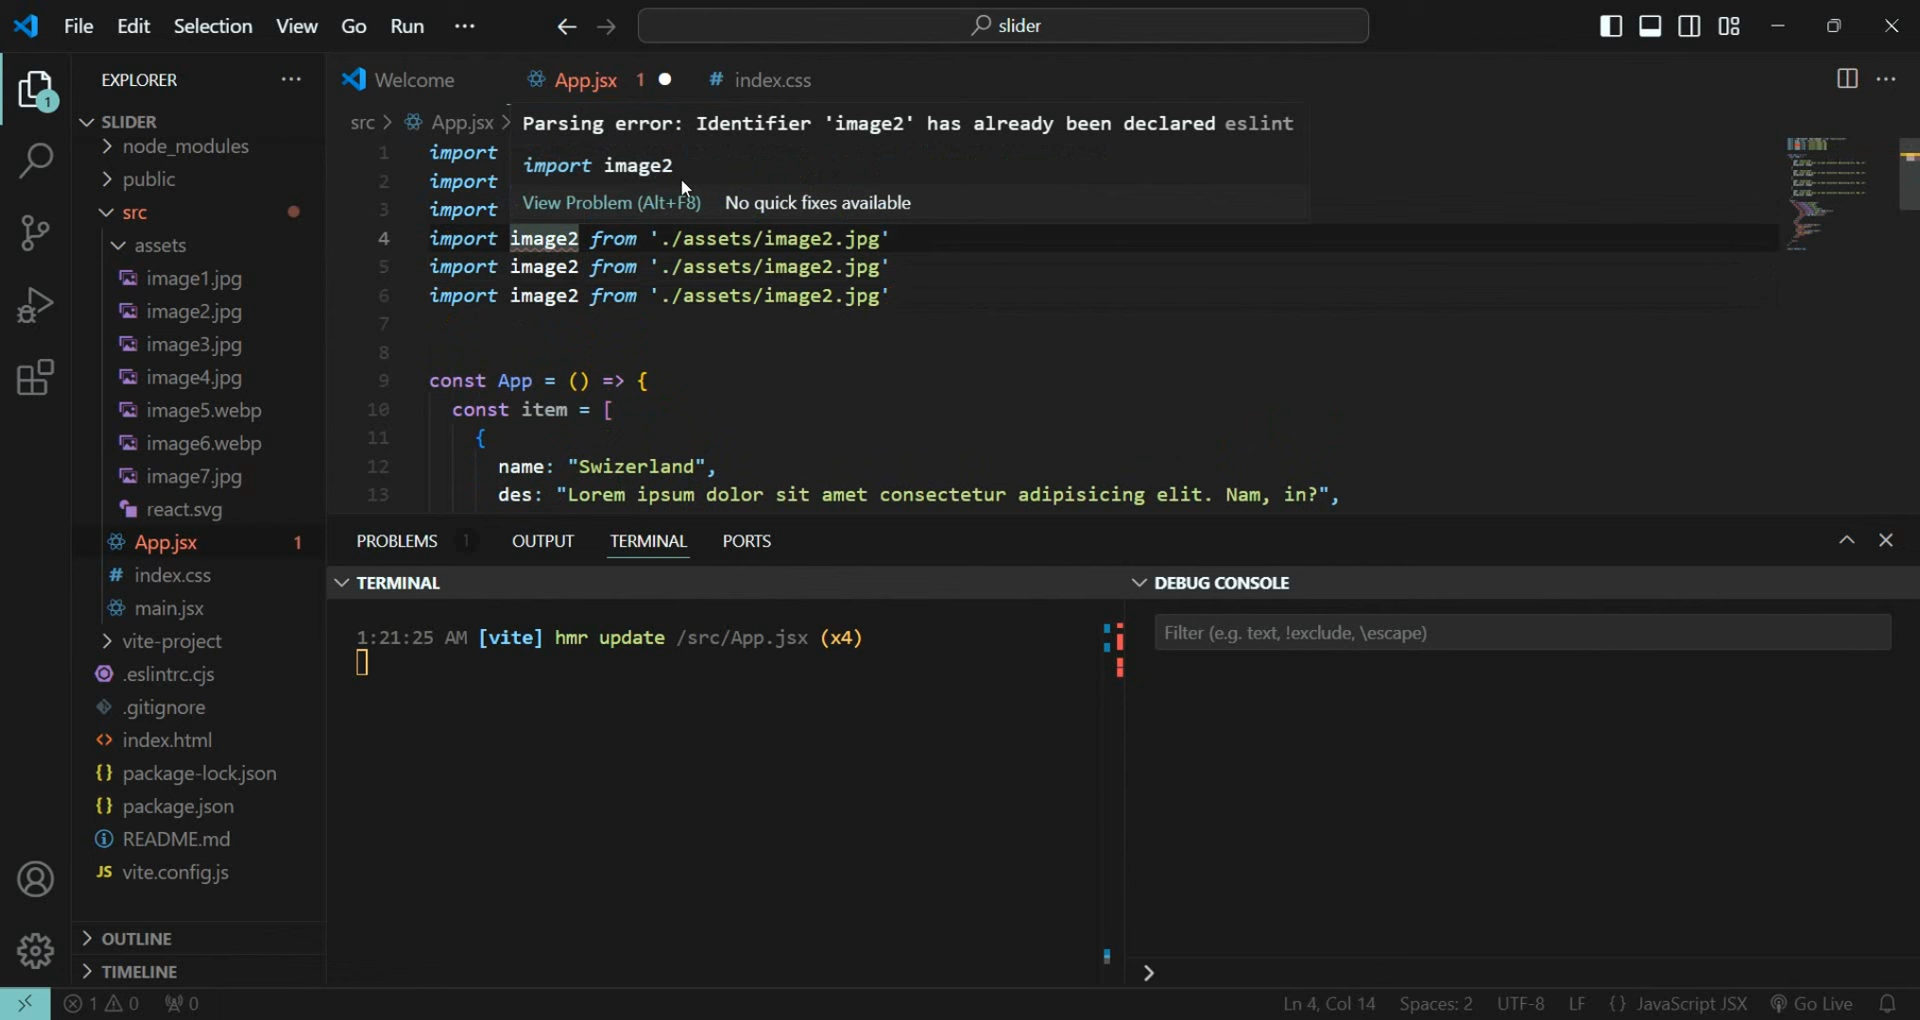 File Edit Selection View Go Run ··· ← → slider
EXPLORER ···
SLIDER
node_modules
public
src
assets
image1.jpg
image2.jpg
image3.jpg
image4.jpg
image5.webp
image6.webp
image7.jpg
react.svg
App.jsx 1
# index.css
main.jsx
vite-project
.eslintrc.cjs
.gitignore
<> index.html
{} package-lock.json
{} package.json
README.md
JS vite.config.js
OUTLINE
TIMELINE
1
Welcome App.jsx 1 # index.css
src > App.jsx >
Parsing error: Identifier 'image2' has already been declared eslint
import image2
View Problem (Alt+F8) No quick fixes available
1 import
2 import
3 import
4 import image2 from './assets/image2.jpg'
5 import image2 from './assets/image2.jpg'
6 import image2 from './assets/image2.jpg'
7
8
9 const App = () => {
10 const item = [
11 {
12 name: "Swizerland",
13 des: "Lorem ipsum dolor sit amet consectetur adipisicing elit. Nam, in?",
PROBLEMS 1 OUTPUT TERMINAL PORTS
TERMINAL
1:21:25 AM [vite] hmr update /src/App.jsx (x4)
DEBUG CONSOLE
Filter (e.g. text, !exclude, \escape)
>
1 0 0 Ln 4, Col 14 Spaces: 2 UTF-8 LF {} JavaScript JSX Go Live